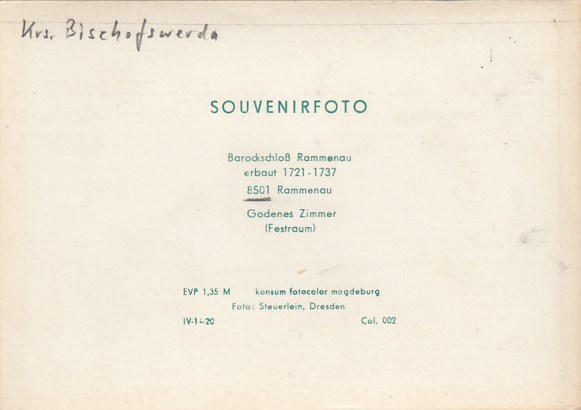 Krs. Bischofswerda
SOUVENIRFOTO
Barockschloß Rammenau
erbaut 1721-1737
8501 Rammenau
Godenes Zimmer
(Festraum)
EVP 1,35 M konsum fotocolor magdeburg
Foto: Steuerlein, Dresden
IV-14-20 Col. 002